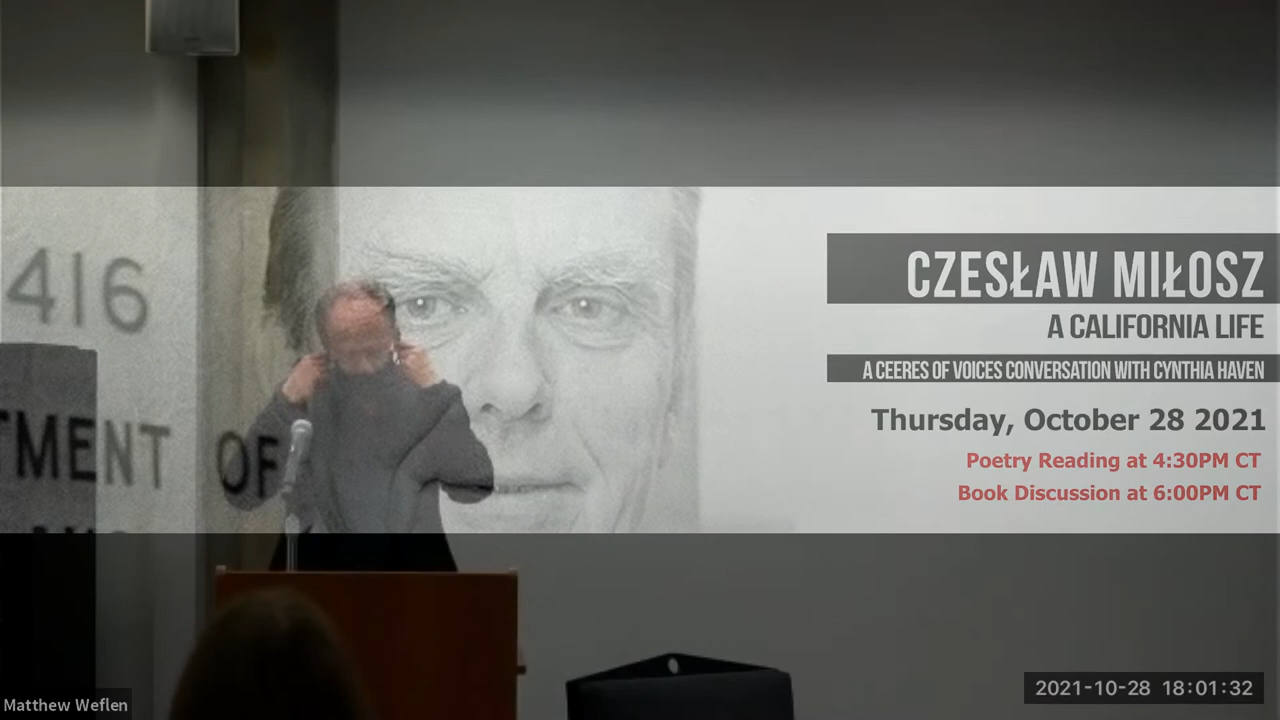 416
TMENT OF
CZESŁAW MIŁOSZ
A CALIFORNIA LIFE
A CEERES OF VOICES CONVERSATION WITH CYNTHIA HAVEN
Thursday, October 28 2021
Poetry Reading at 4:30PM CT
Book Discussion at 6:00PM CT
Matthew Weflen
2021-10-28 18:01:32